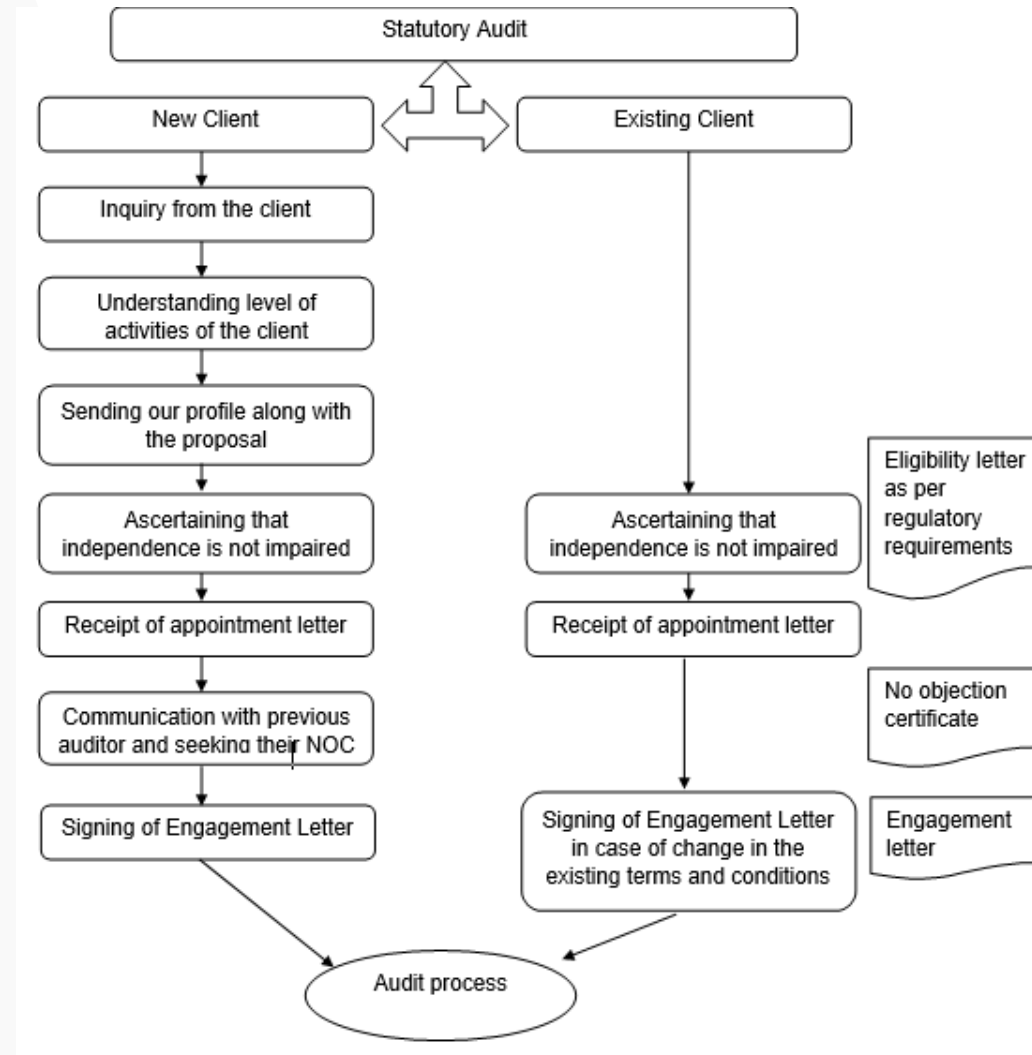 Statutory Audit
New Client
Existing Client
Inquiry from the client
Understanding level of
activities of the client
Sending our profile along with
the proposal
Ascertaining that
independence is not impaired
Receipt of appointment letter
Communication with previous
auditor and seeking their NOC
Signing of Engagement Letter
Ascertaining that
independence is not impaired
Receipt of appointment letter
Signing of Engagement Letter
in case of change in the
existing terms and conditions
Eligibility letter
as per
regulatory
requirements
No objection
certificate
Engagement
letter
Audit process